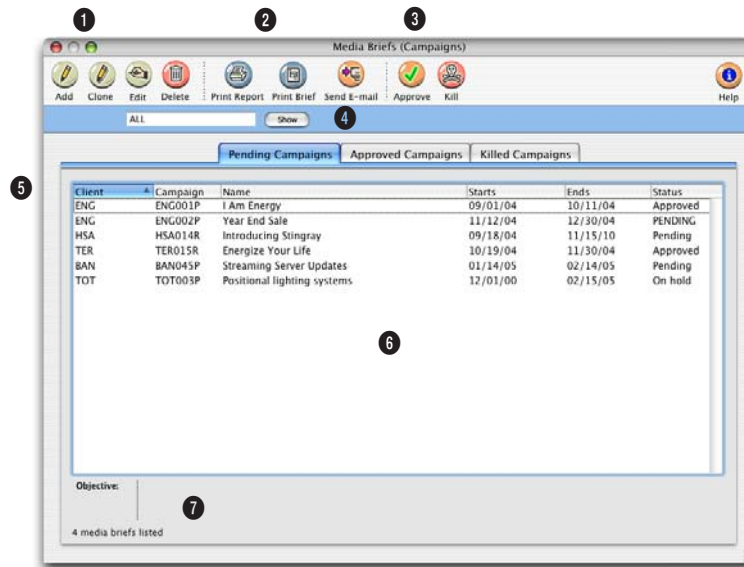 1 2 3
Media Briefs (Campaigns)
Add Clone Edit Delete Print Report Print Brief Send E-mail Approve Kill Help
ALL Show 4
Pending Campaigns Approved Campaigns Killed Campaigns
5
Client Campaign Name Starts Ends Status
ENG ENG001P I Am Energy 09/01/04 10/11/04 Approved
ENG ENG002P Year End Sale 11/12/04 12/30/04 PENDING
HSA HSA014R Introducing Stingray 09/18/04 11/15/10 Pending
TER TER015R Energize Your Life 10/19/04 11/30/04 Approved
BAN BAN045P Streaming Server Updates 01/14/05 02/14/05 Pending
TOT TOT003P Positional lighting systems 12/01/00 02/15/05 On hold
6
Objective:
7
4 media briefs listed